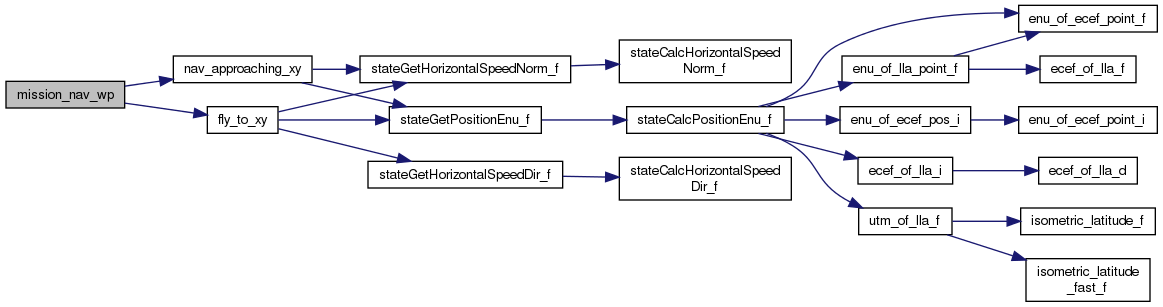 mission_nav_wp
nav_approaching_xy
fly_to_xy
stateGetHorizontalSpeedNorm_f
stateGetPositionEnu_f
stateGetHorizontalSpeedDir_f
stateCalcHorizontalSpeed
Norm_f
stateCalcPositionEnu_f
stateCalcHorizontalSpeed
Dir_f
enu_of_lla_point_f
enu_of_ecef_pos_i
ecef_of_lla_i
utm_of_lla_f
enu_of_ecef_point_f
ecef_of_lla_f
enu_of_ecef_point_i
ecef_of_lla_d
isometric_latitude_f
isometric_latitude
_fast_f